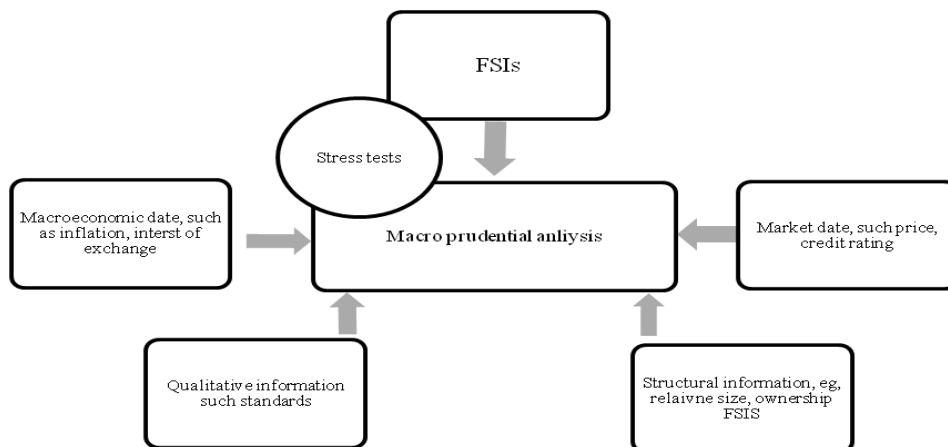 FSIs
Stress tests
Macroeconomic date, such
as inflation, interst of
exchange
Macro prudential anliysis
Market date, such price,
credit rating
Qualitative information
such standards
Structural information, eg,
relaivne size, ownership
FSIS